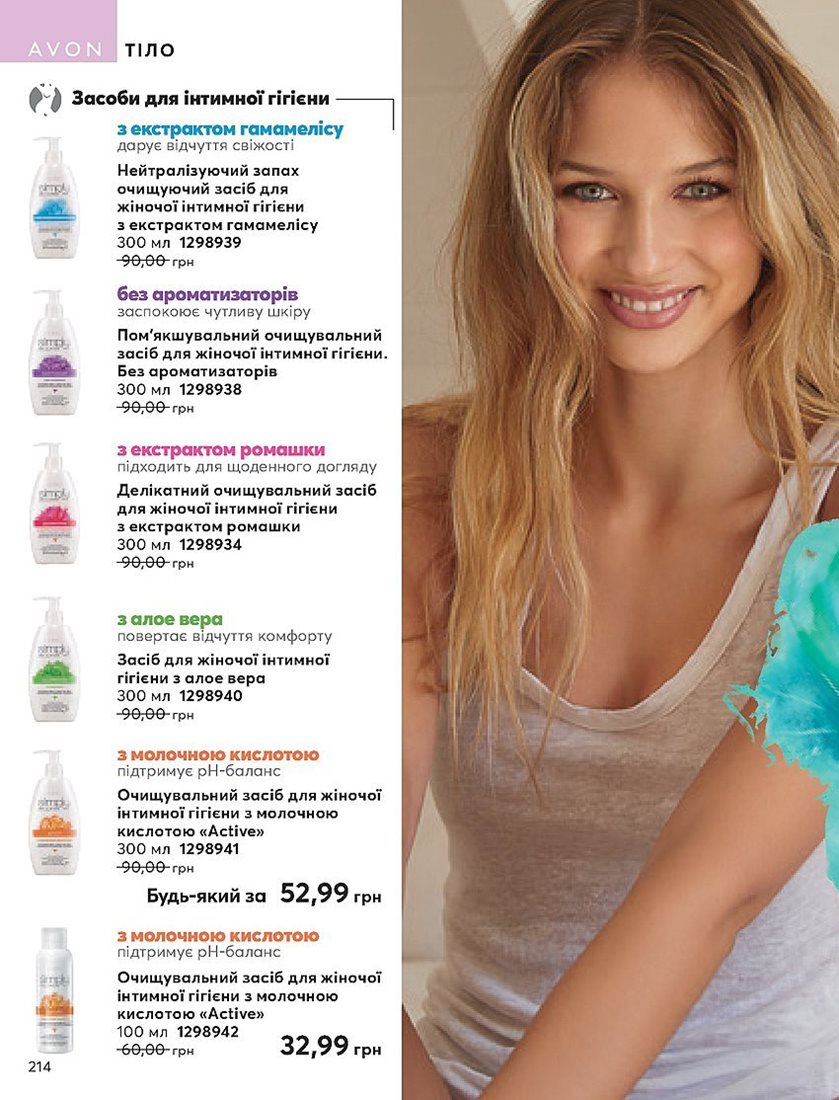 AVON ТІЛО
Засоби для інтимної гігієни
з екстрактом гамамелісу
дарує відчуття свіжості
Нейтралізуючий запах
очищуючий засіб для
жіночої інтимної гігієни
з екстрактом гамамелісу
300 мл 1298939
90,00 грн
без ароматизаторів
заспокоює чутливу шкіру
Пом'якшувальний очищувальний
засіб для жіночої інтимної гігієни.
Без ароматизаторів
300 мл 1298938
90,00 грн
з екстрактом ромашки
підходить для щоденного догляду
Делікатний очищувальний засіб
для жіночої інтимної гігієни
з екстрактом ромашки
300 мл 1298934
90,00 грн
з алое вера
повертає відчуття комфорту
Засіб для жіночої інтимної
гігієни з алое вера
300 мл 1298940
90,00 грн
з молочною кислотою
підтримує pH-баланс
Очищувальний засіб для жіночої
інтимної гігієни з молочною
кислотою «Active»
300 мл 1298941
90,00 грн
Будь-який за 52,99 грн
з молочною кислотою
підтримує pH-баланс
Очищувальний засіб для жіночої
інтимної гігієни з молочною
кислотою «Active»
100 мл 1298942
60,00 грн
32,99 грн
214
simply
simply
simply
simply
simply
simply